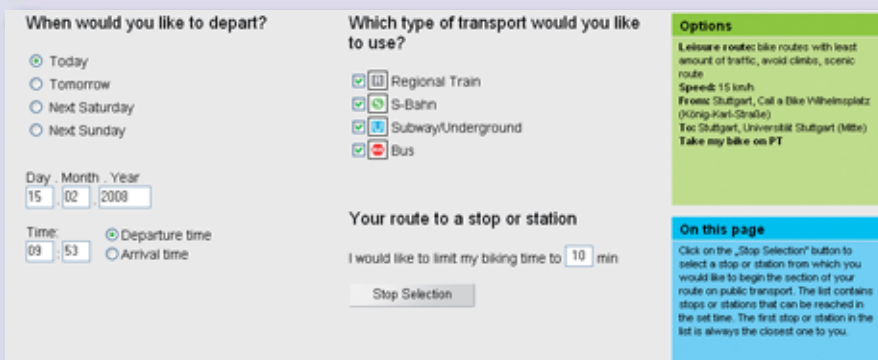 When would you like to depart?
Today
Tomorrow
Next Saturday
Next Sunday
Day . Month . Year
15 . 02 . 2008
Time:
09 : 53
Departure time
Arrival time
Which type of transport would you like
to use?
Regional Train
S-Bahn
Subway/Underground
Bus
Your route to a stop or station
I would like to limit my biking time to 10 min
Stop Selection
Options
Leisure route: bike routes with least
amount of traffic, avoid climbs, scenic
route
Speed: 15 km/h
From: Stuttgart, Call a Bike Wilhelmsplatz
(König-Karl-Straße)
To: Stuttgart, Universität Stuttgart (Mitte)
Take my bike on PT
On this page
Click on the „Stop Selection" button to
select a stop or station from which you
would like to begin the section of your
route on public transport. The list contains
stops or stations that can be reached in
the set time. The first stop or station in the
list is always the closest one to you.